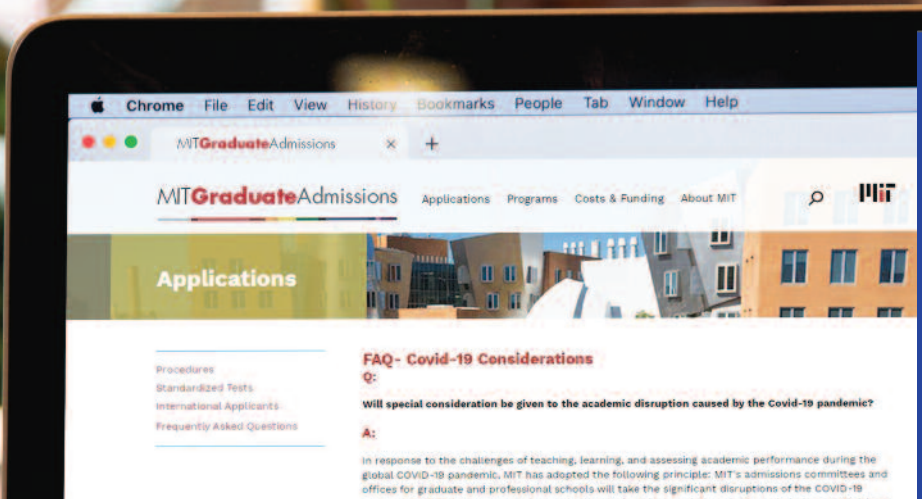 Chrome File Edit View History Bookmarks People Tab Window Help
MITGraduateAdmissions × +
MITGraduateAdmissions Applications Programs Costs & Funding About MIT MIT
Applications
Procedures
Standardized Tests
International Applicants
Frequently Asked Questions
FAQ- Covid-19 Considerations
Q:
Will special consideration be given to the academic disruption caused by the Covid-19 pandemic?
A:
In response to the challenges of teaching, learning, and assessing academic performance during the
global COVID-19 pandemic, MIT has adopted the following principle: MIT's admissions committees and
offices for graduate and professional schools will take the significant disruptions of the COVID-19